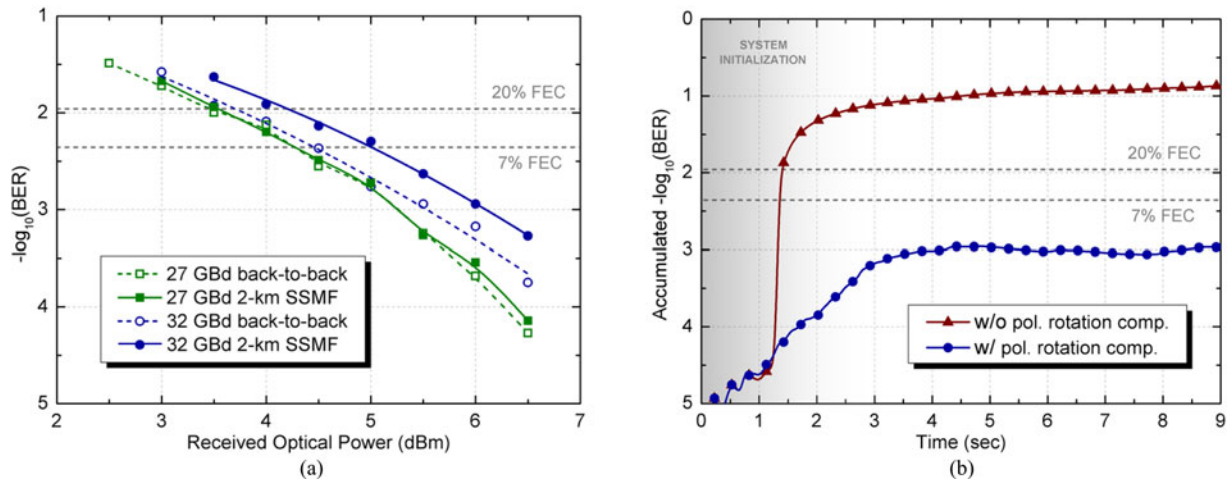 1
2
3
4
5
-log10(BER)
20% FEC
7% FEC
27 GBd back-to-back
27 GBd 2-km SSMF
32 GBd back-to-back
32 GBd 2-km SSMF
2 3 4 5 6 7
Received Optical Power (dBm)
(a)
0
1
2
3
4
5
Accumulated -log10(BER)
SYSTEM
INITIALIZATION
20% FEC
7% FEC
w/o pol. rotation comp.
w/ pol. rotation comp.
0 1 2 3 4 5 6 7 8 9
Time (sec)
(b)